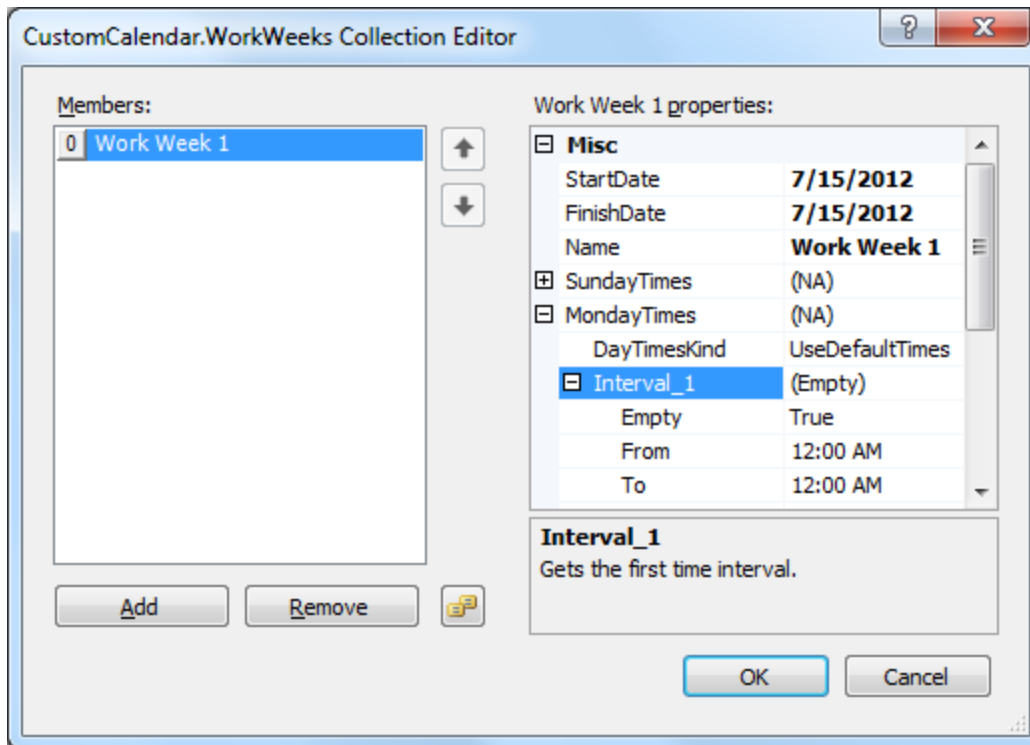 CustomCalendar.WorkWeeks Collection Editor
?
Members:
Work Week 1 properties:
0 Work Week 1
Misc
StartDate 7/15/2012
FinishDate 7/15/2012
Name Work Week 1
SundayTimes (NA)
MondayTimes (NA)
DayTimesKind UseDefaultTimes
Interval_1 (Empty)
Empty True
From 12:00 AM
To 12:00 AM
Interval_1
Gets the first time interval.
Add Remove
OK Cancel